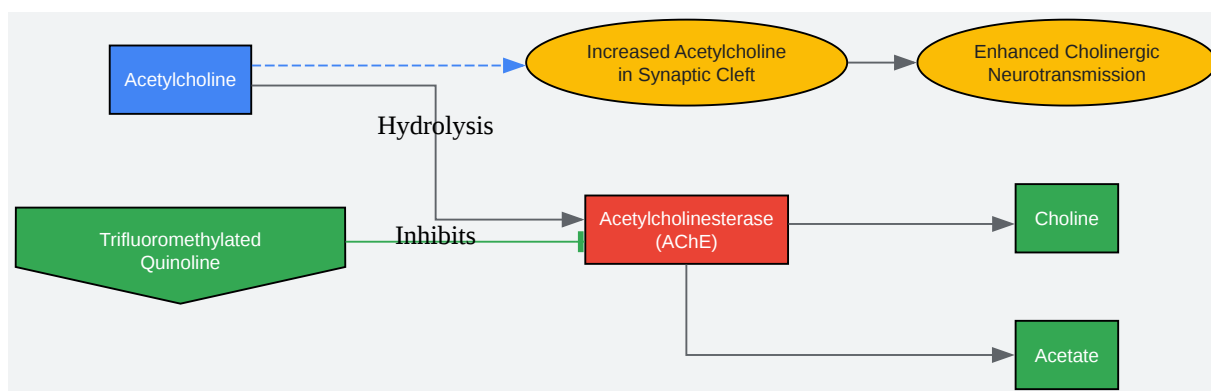 Acetylcholine
Increased Acetylcholine
in Synaptic Cleft
Enhanced Cholinergic
Neurotransmission
Hydrolysis
Trifluoromethylated
Quinoline
Inhibits
Acetylcholinesterase
(AChE)
Choline
Acetate